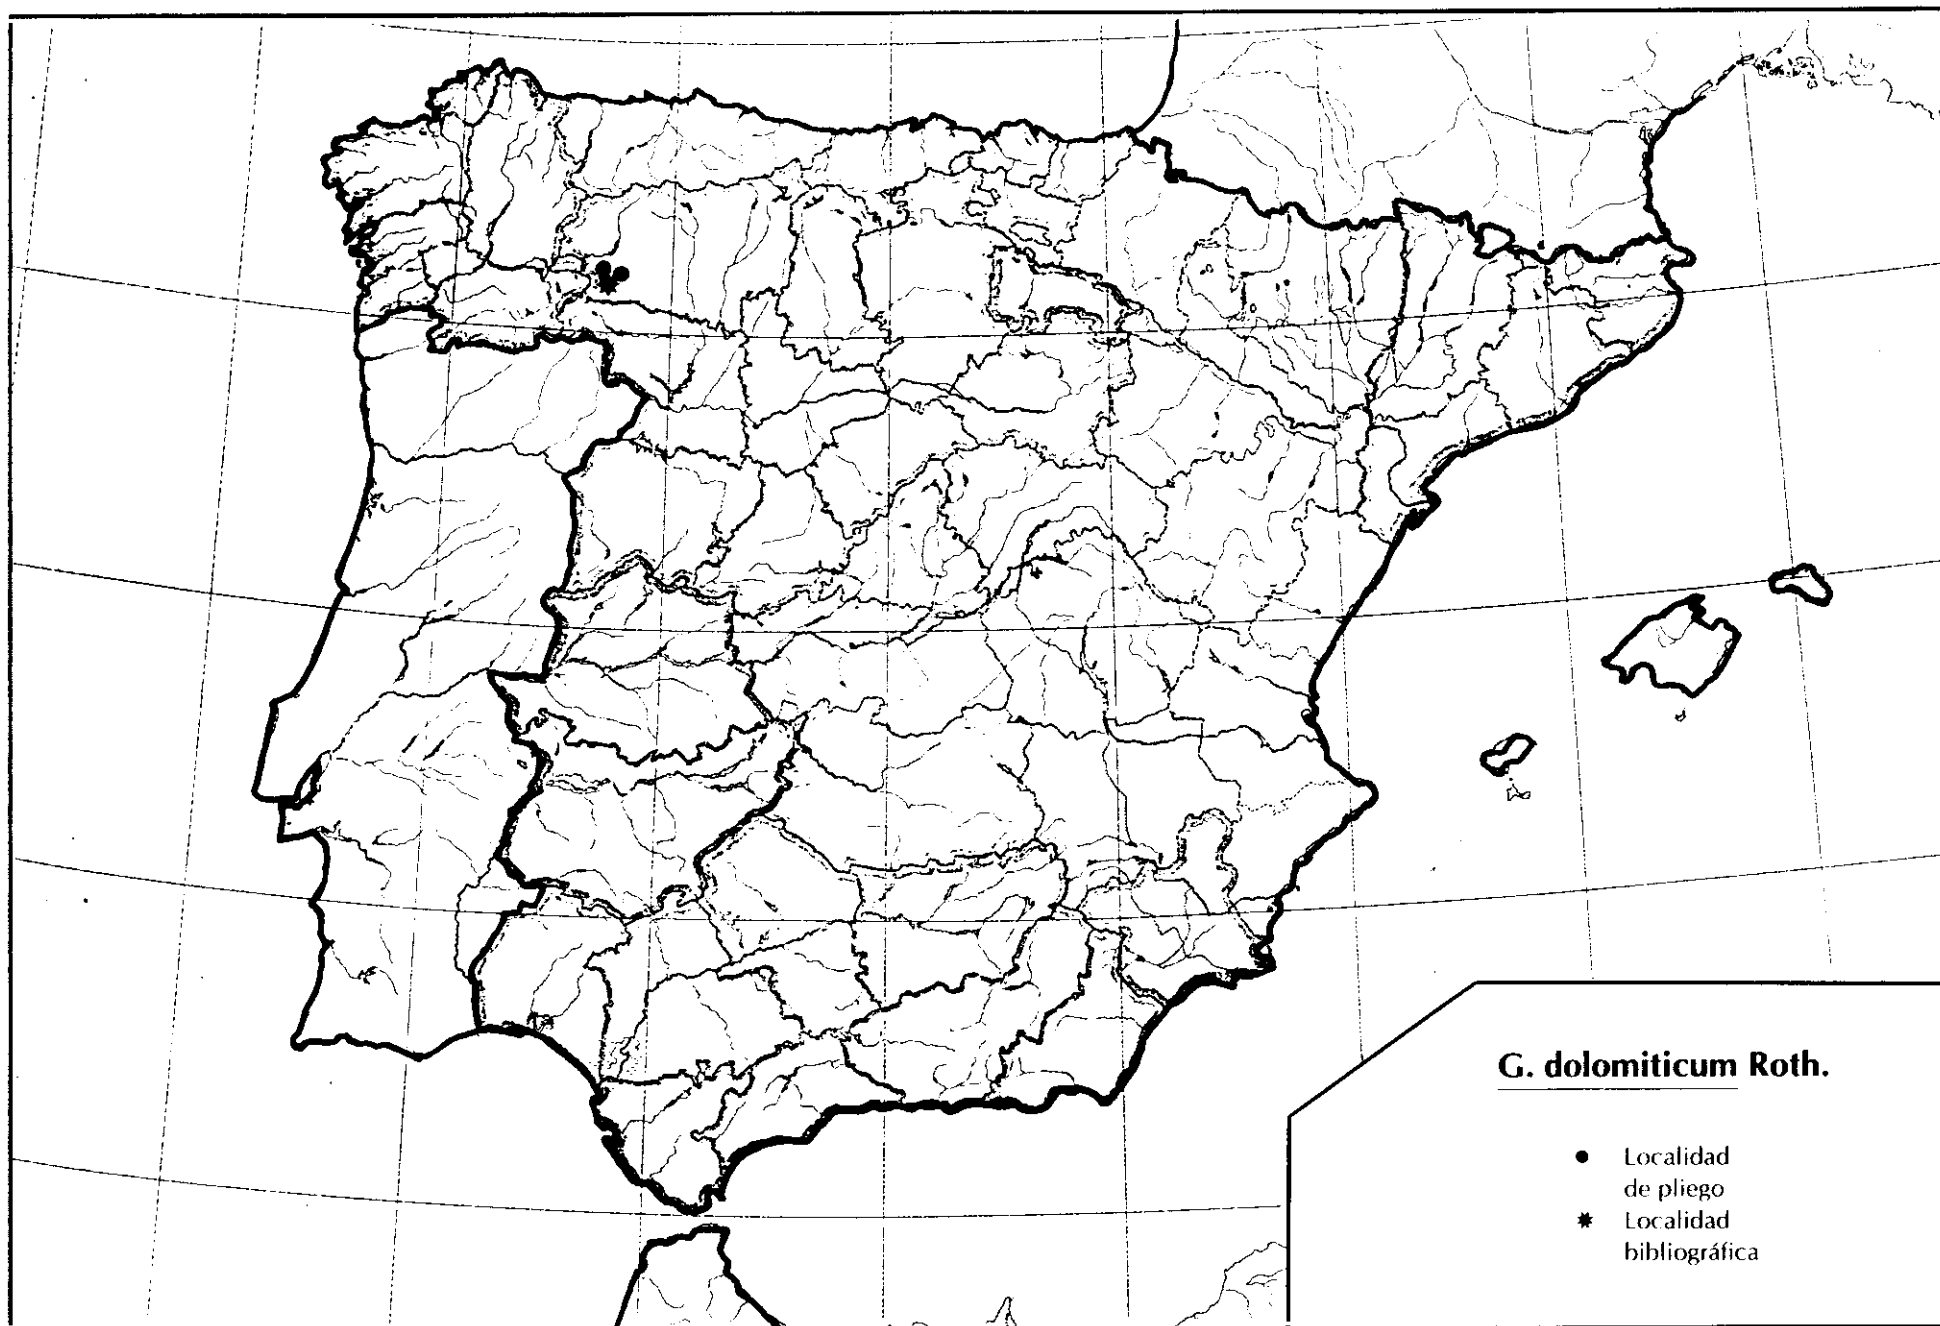 G. dolomiticum Roth.
Localidad
de pliego
Localidad
bibliográfica